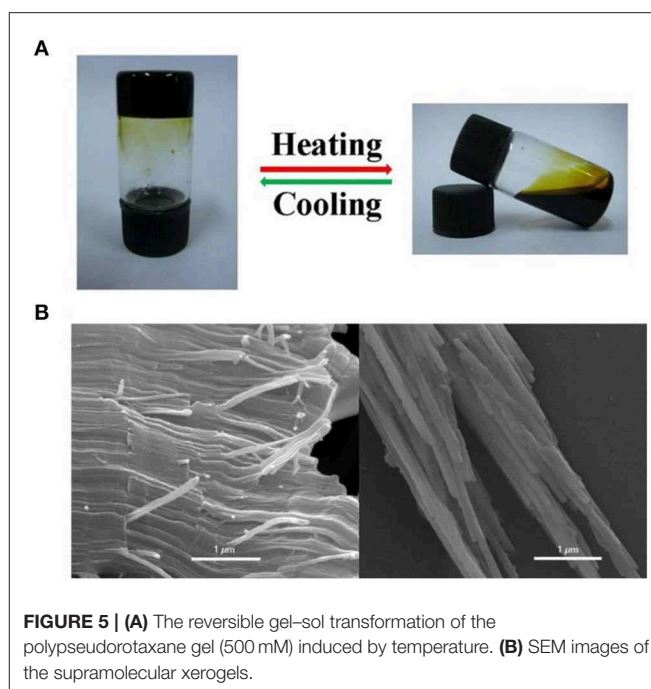 A
Heating
Cooling
B
1 μm
1 μm
FIGURE 5 | (A) The reversible gel–sol transformation of the
polypseudorotaxane gel (500 mM) induced by temperature. (B) SEM images of
the supramolecular xerogels.